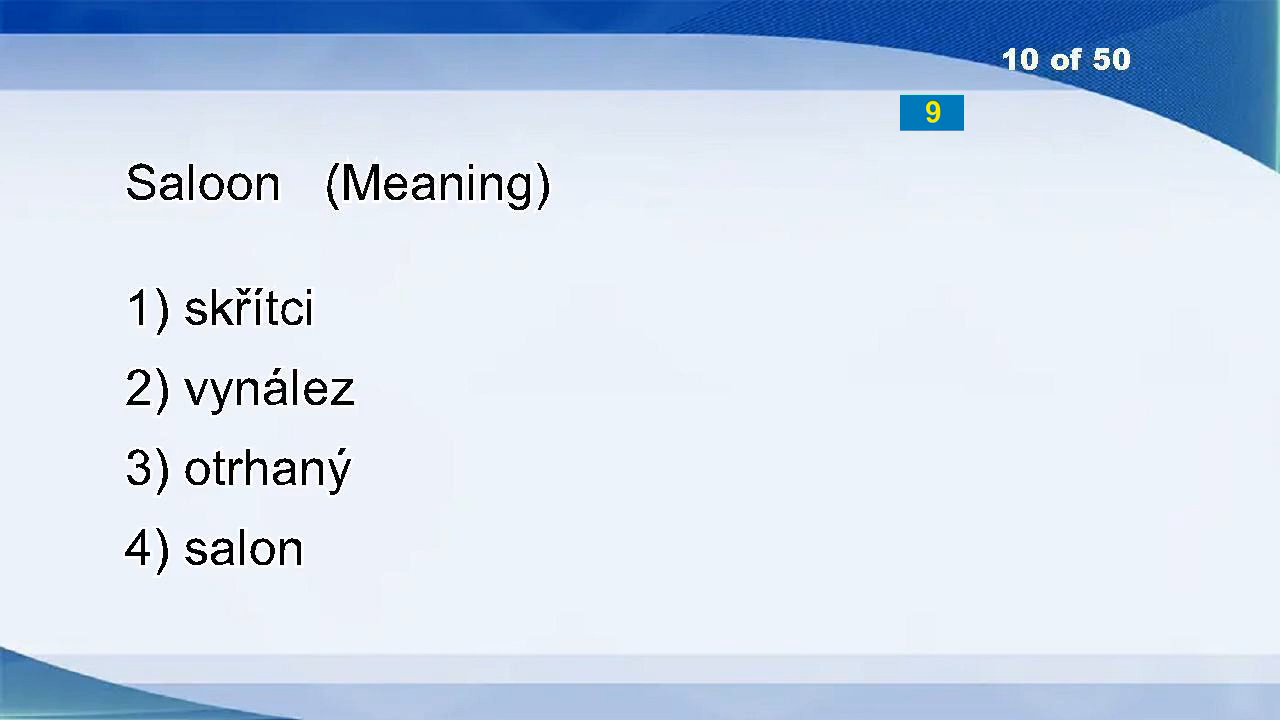 10 of 50
9
Saloon (Meaning)
1) skřítci
2) vynález
3) otrhaný
4) salon